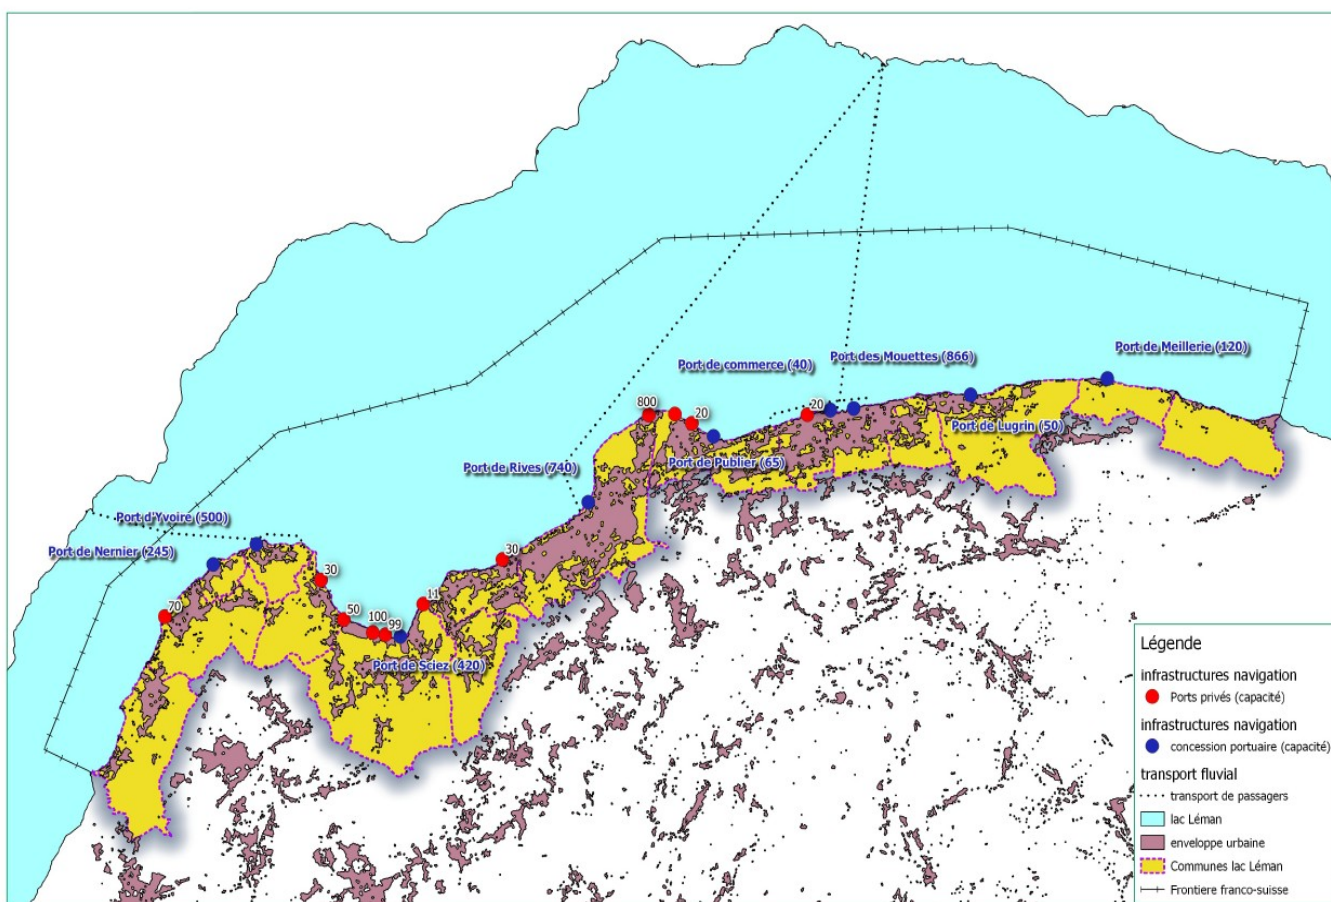 Port de Meillerie (120)
Port des Mouettes (866)
Port de commerce (40)
800
20
20
Port de Lugrin (50)
Port de Publier (65)
Port de Rives (740)
Port d'Yvoire (500)
Port de Nernier (245)
30
30
11
70
50
100
99
Port de Sciez (420)
Légende
infrastructures navigation
Ports privés (capacité)
infrastructures navigation
concession portuaire (capacité)
transport fluvial
transport de passagers
lac Léman
enveloppe urbaine
Communes lac Léman
Frontiere franco-suisse